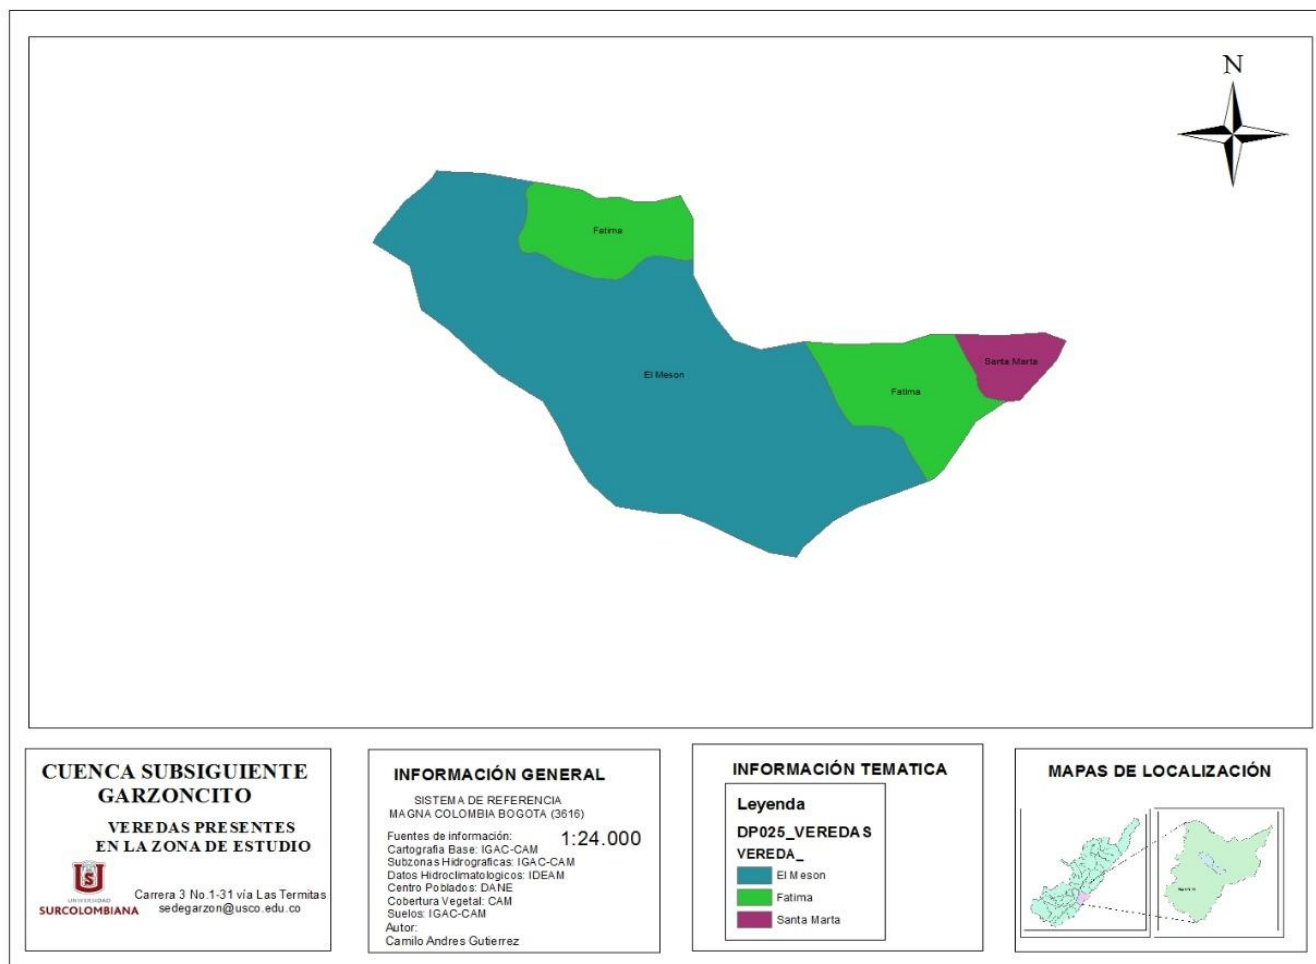 N
Fatima
El Meson
Fatima
Santa Marta
CUENCA SUBSIGUIENTE
GARZONCITO
VEREDAS PRESENTES
EN LA ZONA DE ESTUDIO
UNIVERSIDAD
SURCOLOMBIANA
Carrera 3 No.1-31 vía Las Termitas
sedegarzon@usco.edu.co
INFORMACIÓN GENERAL
SISTEMA DE REFERENCIA
MAGNA COLOMBIA BOGOTA (3616)
1:24.000
Fuentes de información:
Cartografia Base: IGAC-CAM
Subzonas Hidrograficas: IGAC-CAM
Datos Hidroclimatologicos: IDEAM
Centro Poblados: DANE
Cobertura Vegetal: CAM
Suelos: IGAC-CAM
Autor:
Camilo Andres Gutierrez
INFORMACIÓN TEMATICA
Leyenda
DP025_VEREDAS
VEREDA_
El Meson
Fatima
Santa Marta
MAPAS DE LOCALIZACIÓN